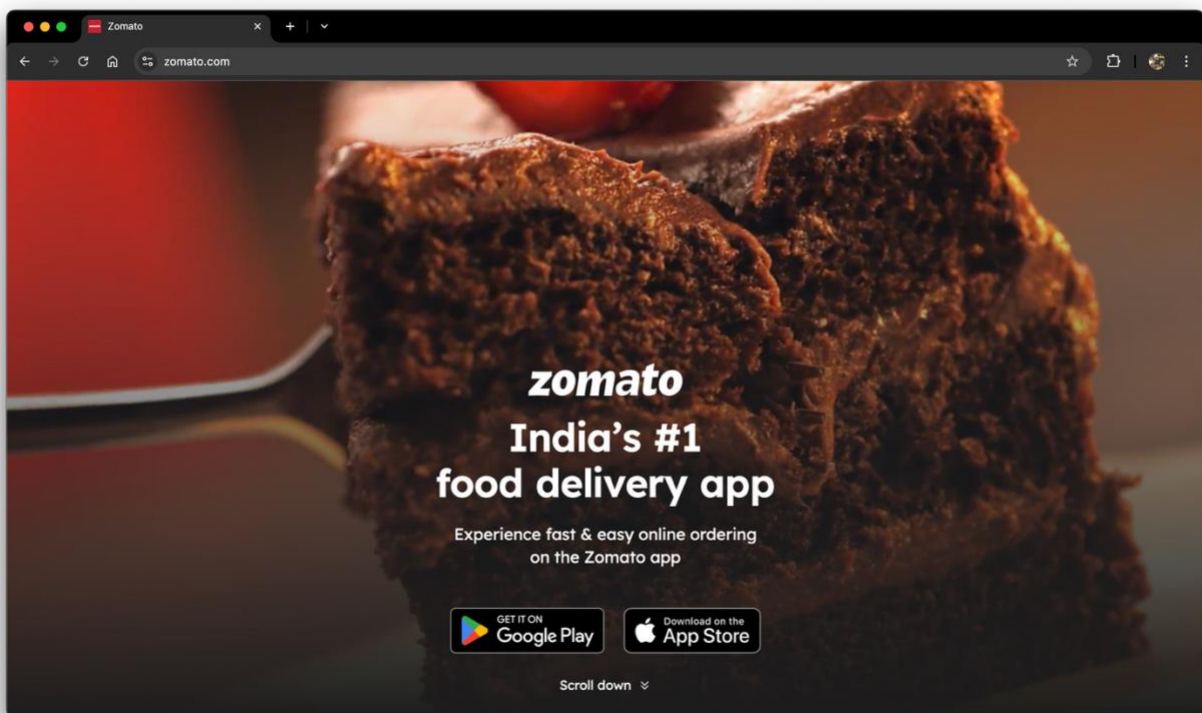 Zomato
zomato.com
zomato
India’s #1
food delivery app
Experience fast & easy online ordering
on the Zomato app
GET IT ON
Google Play
Download on the
App Store
Scroll down